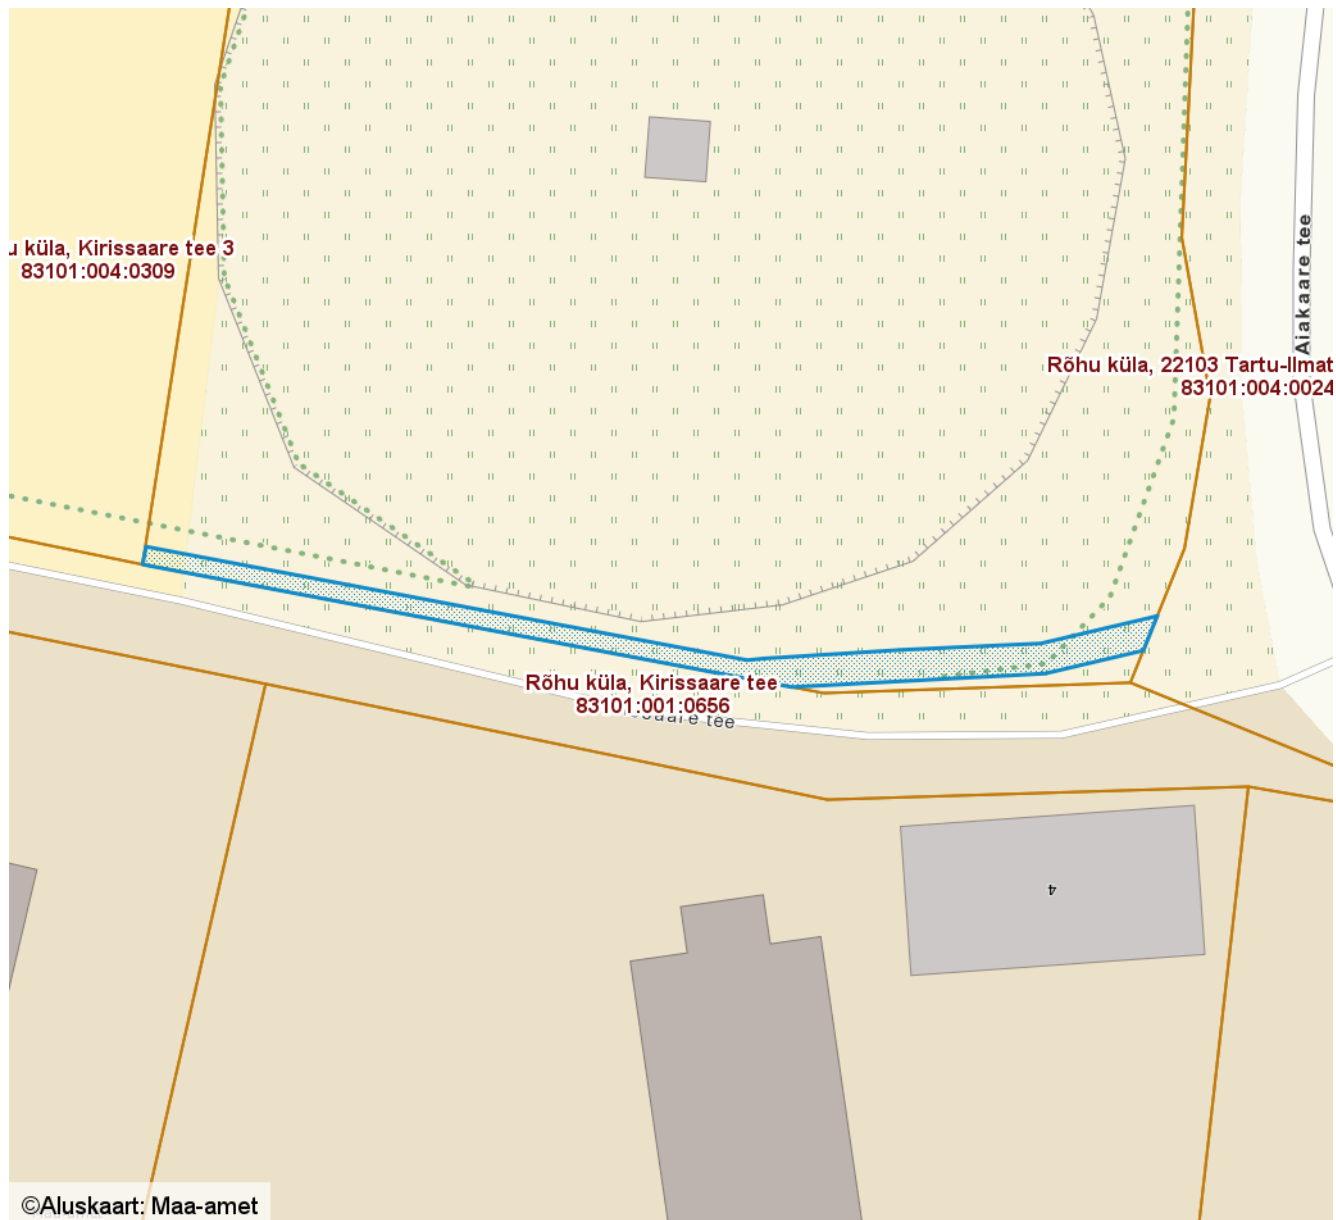 u küla, Kirissaare tee 3
83101:004:0309
Aiakaare tee
Rõhu küla, 22103 Tartu-Ilmat
83101:004:0024
Rõhu küla, Kirissaare tee
83101:001:0656
tee
4
©Aluskaart: Maa-amet